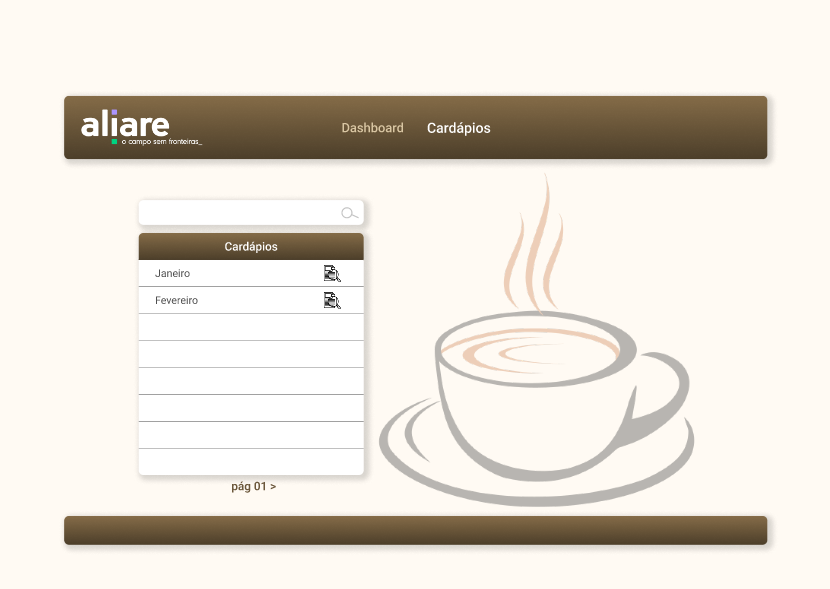 aliare
o campo sem fronteiras_
Dashboard Cardápios
Cardápios
Janeiro
Fevereiro
pág 01 >